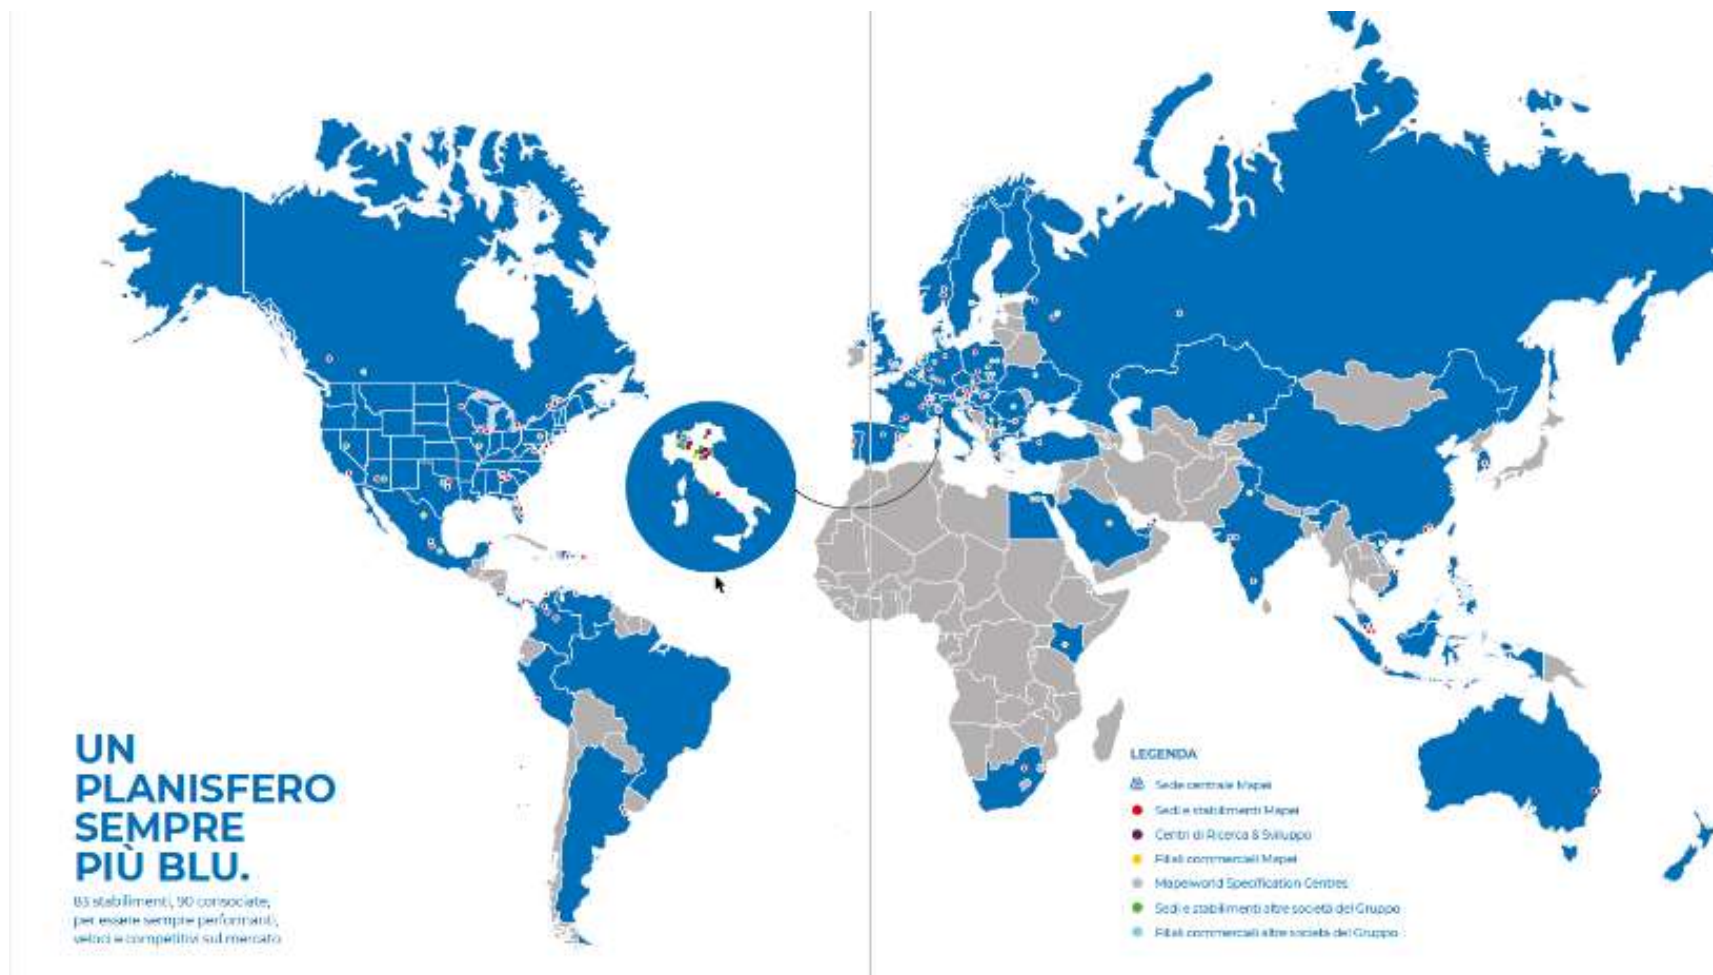 UN
PLANISFERO
SEMPRE
PIÙ BLU.
83 stabilimenti, 90 consociate,
per essere sempre performanti,
veloci e competitivi sul mercato
LEGENDA
Sede centrale Mapei
Sedi e stabilimenti Mapei
Centri di Ricerca & Sviluppo
Filiali commerciali Mapei
Mapeiworld Specification Centres
Sedi e stabilimenti altre società del Gruppo
Filiali commerciali altre società del Gruppo